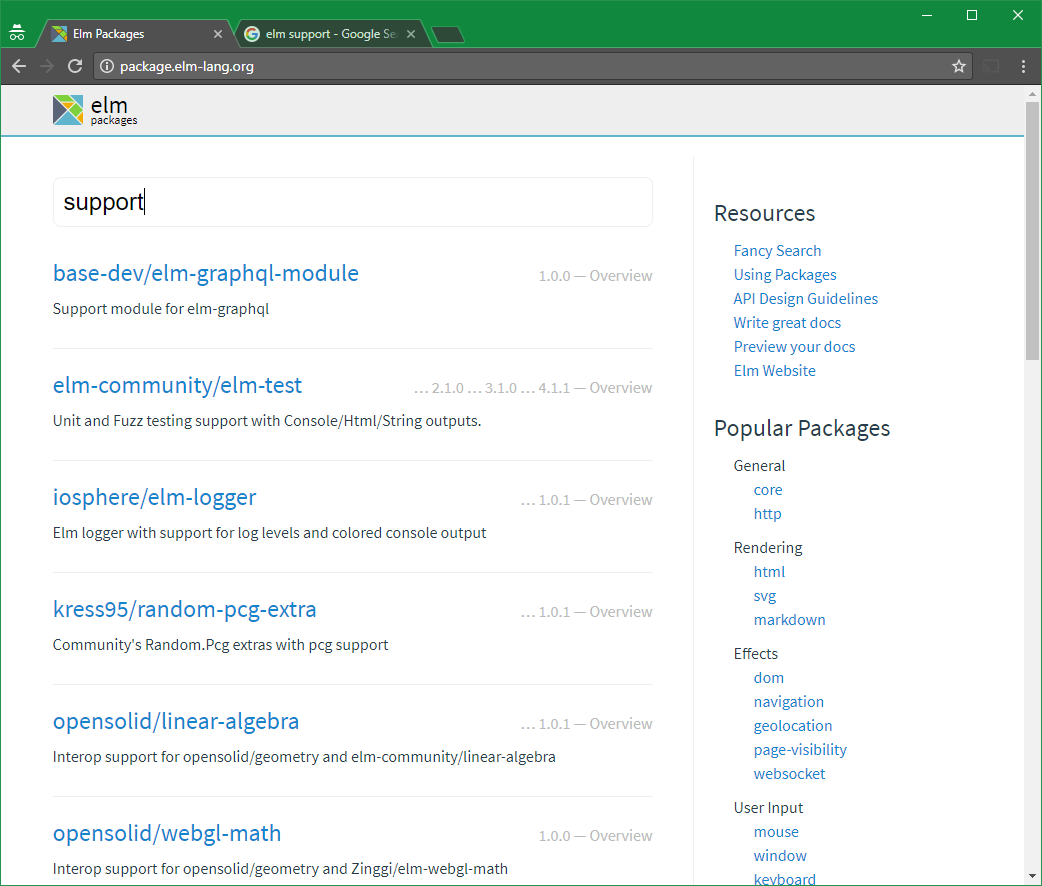 Elm Packages
elm support - Google Se
package.elm-lang.org
elm
packages
support
base-dev/elm-graphql-module
1.0.0 — Overview
Support module for elm-graphql
elm-community/elm-test
… 2.1.0 … 3.1.0 … 4.1.1 — Overview
Unit and Fuzz testing support with Console/Html/String outputs.
iosphere/elm-logger
… 1.0.1 — Overview
Elm logger with support for log levels and colored console output
kress95/random-pcg-extra
… 1.0.1 — Overview
Community's Random.Pcg extras with pcg support
opensolid/linear-algebra
… 1.0.1 — Overview
Interop support for opensolid/geometry and elm-community/linear-algebra
opensolid/webgl-math
1.0.0 — Overview
Interop support for opensolid/geometry and Zinggi/elm-webgl-math
Resources
Fancy Search
Using Packages
API Design Guidelines
Write great docs
Preview your docs
Elm Website
Popular Packages
General
core
http
Rendering
html
svg
markdown
Effects
dom
navigation
geolocation
page-visibility
websocket
User Input
mouse
window
keyboard